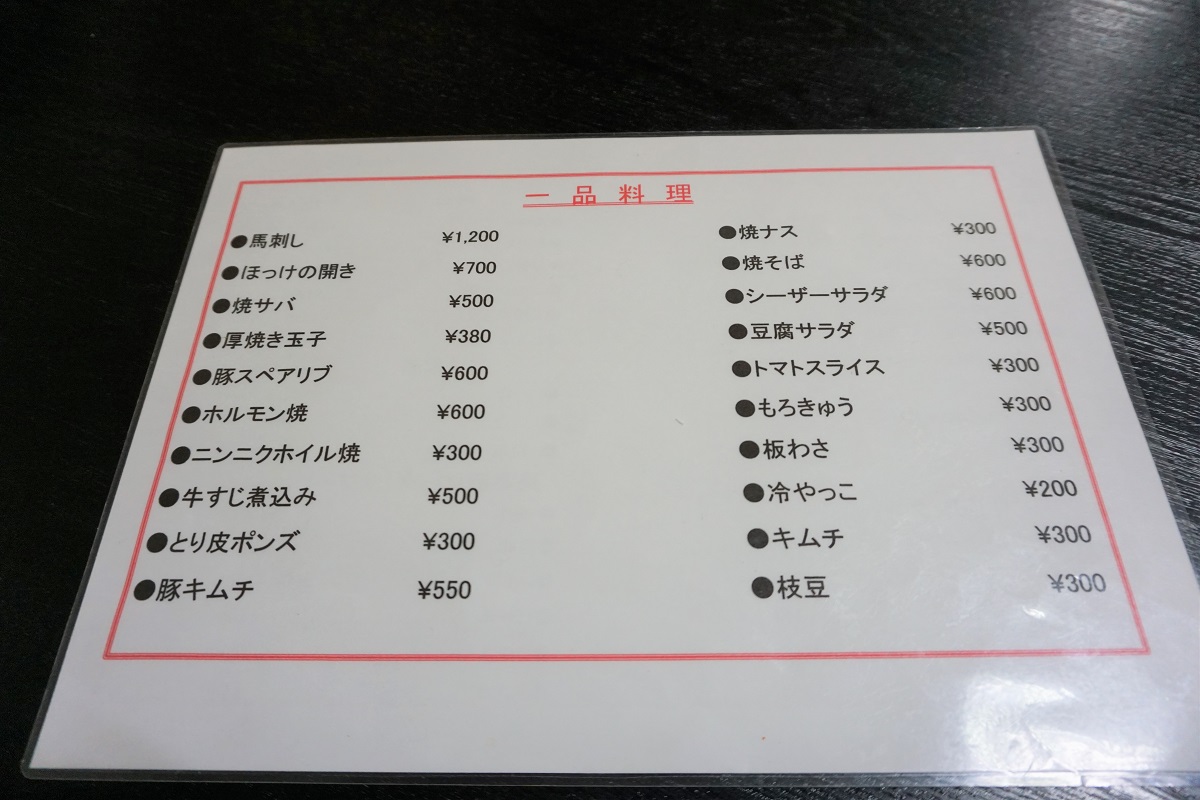 一品料理
●馬刺し ¥1,200
●ほっけの開き ¥700
●焼サバ ¥500
●厚焼き玉子 ¥380
●豚スペアリブ ¥600
●ホルモン焼 ¥600
●ニンニクホイル焼 ¥300
●牛すじ煮込み ¥500
●とり皮ポンズ ¥300
●豚キムチ ¥550
●焼ナス ¥300
●焼そば ¥600
●シーザーサラダ ¥600
●豆腐サラダ ¥500
●トマトスライス ¥300
●もろきゅう ¥300
●板わさ ¥300
●冷やっこ ¥200
●キムチ ¥300
●枝豆 ¥300